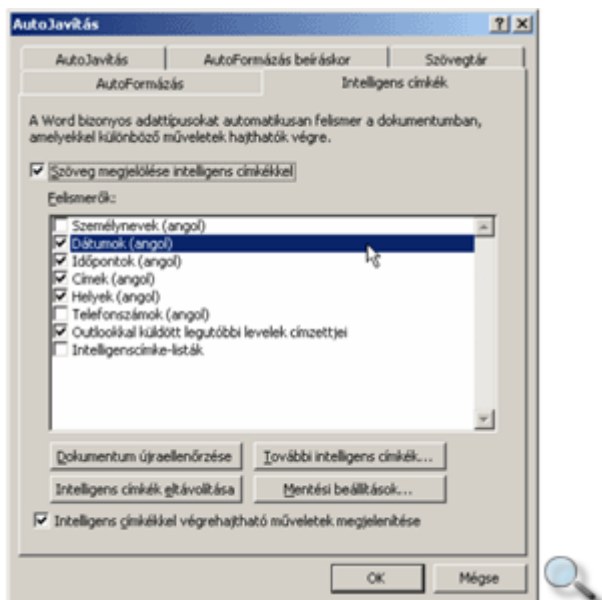 AutoJavítás
AutoJavítás AutoFormázás beíráskor Szövegtár
AutoFormázás Intelligens címkék
A Word bizonyos adattípusokat automatikusan felismer a dokumentumban,
amelyekkel különböző műveletek hajthatók végre.
Szöveg megjelölése intelligens címkékkel
Felismerők:
Személynevek (angol)
Dátumok (angol)
Időpontok (angol)
Címek (angol)
Helyek (angol)
Telefonszámok (angol)
Outlookkal küldött legutóbbi levelek címzettjei
Intelligenscímke-listák
Dokumentum újraellenőrzése További intelligens címkék...
Intelligens címkék eltávolítása Mentési beállítások...
Intelligens címkékkel végrehajtható műveletek megjelenítése
OK Mégse